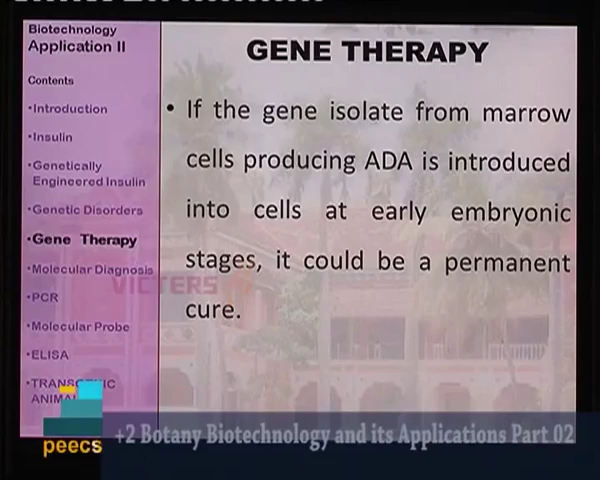 Biotechnology
Application II
Contents
•Introduction
•Insulin
•Genetically
Engineered Insulin
•Genetic Disorders
•Gene Therapy
•Molecular Diagnosis
•PCR
•Molecular Probe
•ELISA
GENE THERAPY
• If the gene isolate from marrow
cells producing ADA is introduced
into cells at early embryonic
stages, it could be a permanent
cure.
VICTERS
peecs
+2 Botany Biotechnology and its Applications Part 02